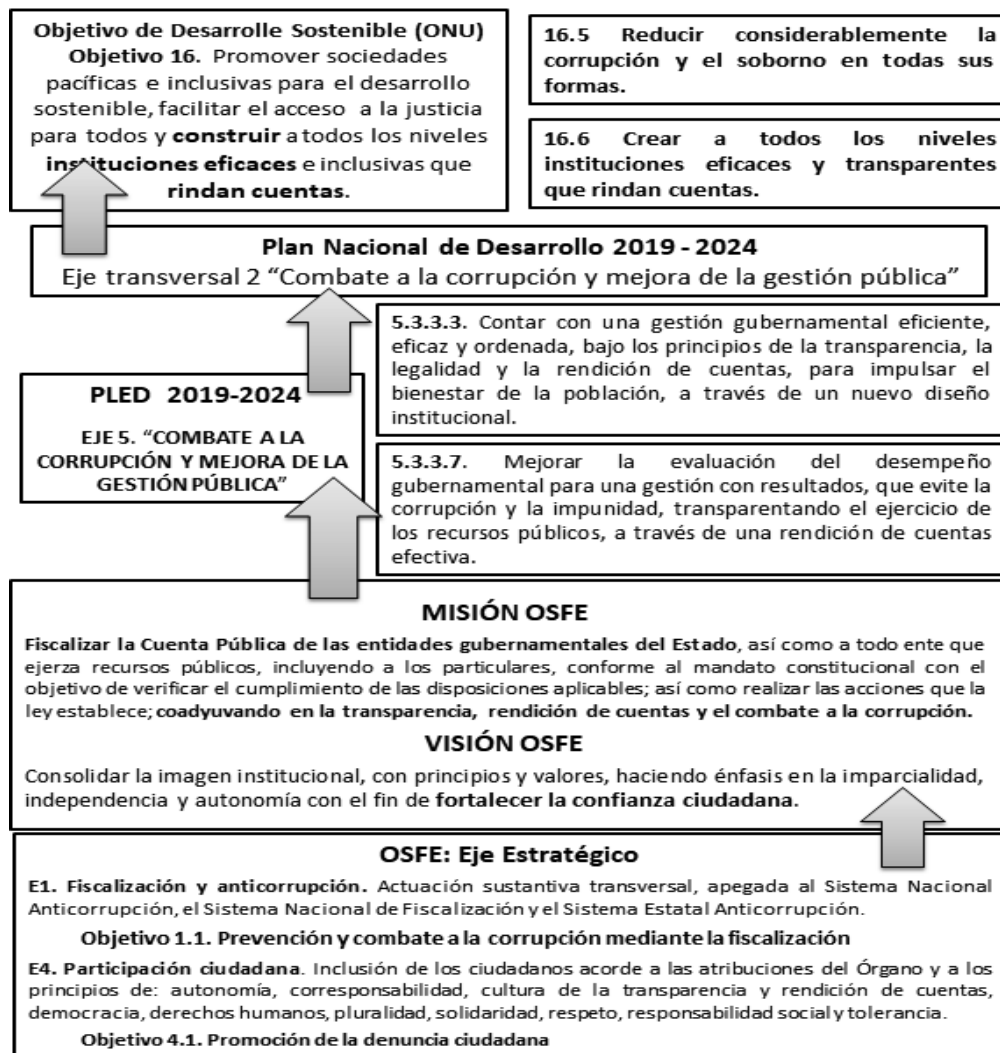 Objetivo de Desarrollo Sostenible (ONU)
Objetivo 16. Promover sociedades
pacíficas e inclusivas para el desarrollo
sostenible, facilitar el acceso a la justicia
para todos y construir a todos los niveles
instituciones eficaces e inclusivas que
rindan cuentas.
16.5 Reducir considerablemente la
corrupción y el soborno en todas sus
formas.
16.6 Crear a todos los niveles
instituciones eficaces y transparentes
que rindan cuentas.
Plan Nacional de Desarrollo 2019 - 2024
Eje transversal 2 “Combate a la corrupción y mejora de la gestión pública”
PLED 2019-2024
EJE 5. “COMBATE A LA
CORRUPCIÓN Y MEJORA DE LA
GESTIÓN PÚBLICA”
5.3.3.3. Contar con una gestión gubernamental eficiente,
eficaz y ordenada, bajo los principios de la transparencia, la
legalidad y la rendición de cuentas, para impulsar el
bienestar de la población, a través de un nuevo diseño
institucional.
5.3.3.7. Mejorar la evaluación del desempeño
gubernamental para una gestión con resultados, que evite la
corrupción y la impunidad, transparentando el ejercicio de
los recursos públicos, a través de una rendición de cuentas
efectiva.
MISIÓN OSFE
Fiscalizar la Cuenta Pública de las entidades gubernamentales del Estado, así como a todo ente que
ejerza recursos públicos, incluyendo a los particulares, conforme al mandato constitucional con el
objetivo de verificar el cumplimiento de las disposiciones aplicables; así como realizar las acciones que la
ley establece; coadyuvando en la transparencia, rendición de cuentas y el combate a la corrupción.
VISIÓN OSFE
Consolidar la imagen institucional, con principios y valores, haciendo énfasis en la imparcialidad,
independencia y autonomía con el fin de fortalecer la confianza ciudadana.
OSFE: Eje Estratégico
E1. Fiscalización y anticorrupción. Actuación sustantiva transversal, apegada al Sistema Nacional
Anticorrupción, el Sistema Nacional de Fiscalización y el Sistema Estatal Anticorrupción.
Objetivo 1.1. Prevención y combate a la corrupción mediante la fiscalización
E4. Participación ciudadana. Inclusión de los ciudadanos acorde a las atribuciones del Órgano y a los
principios de: autonomía, corresponsabilidad, cultura de la transparencia y rendición de cuentas,
democracia, derechos humanos, pluralidad, solidaridad, respeto, responsabilidad social y tolerancia.
Objetivo 4.1. Promoción de la denuncia ciudadana